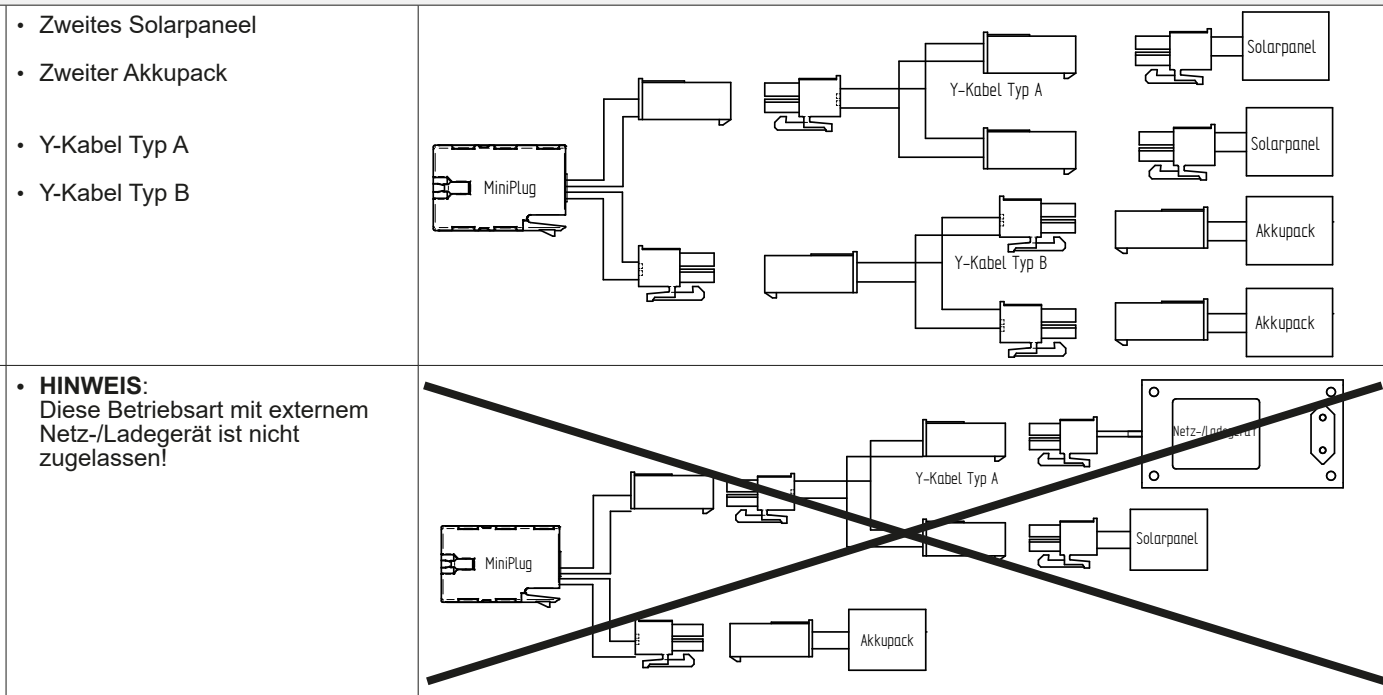 • Zweites Solarpaneel
• Zweiter Akkupack
• Y-Kabel Typ A
• Y-Kabel Typ B
Solarpanel
Y-Kabel Typ A
Solarpanel
MiniPlug
Akkupack
Y-Kabel Typ B
Akkupack
• HINWEIS:
Diese Betriebsart mit externem
Netz-/Ladegerät ist nicht
zugelassen!
Netz-/Ladegerät
Y-Kabel Typ A
Solarpanel
MiniPlug
Akkupack